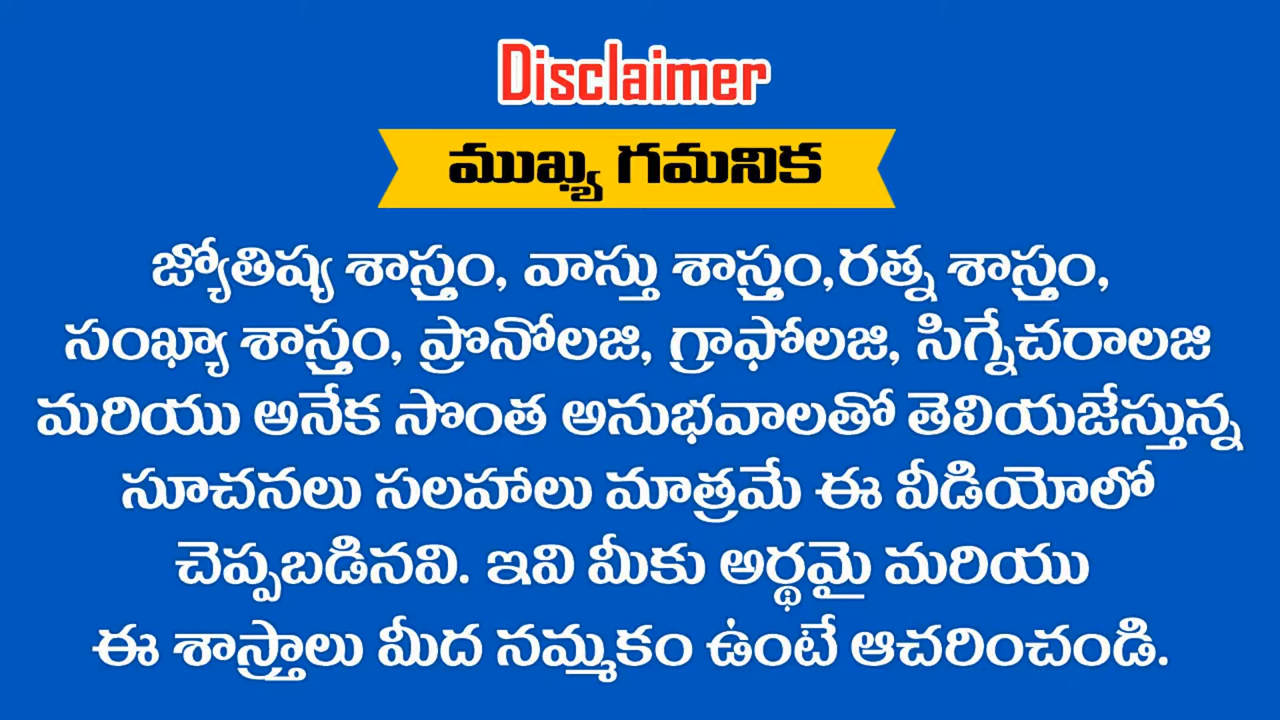 Disclaimer
ముఖ్య గమనిక
జ్యోతిష్య శాస్త్రం, వాస్తు శాస్త్రం,రత్న శాస్త్రం,
సంఖ్యా శాస్త్రం, ప్రొనోలజి, గ్రాఫోలజి, సిగ్నేచరాలజి
మరియు అనేక సొంత అనుభవాలతో తెలియజేస్తున్న
సూచనలు సలహాలు మాత్రమే ఈ వీడియోలో
చెప్పబడినవి. ఇవి మీకు అర్థమై మరియు
ఈ శాస్త్రాలు మీద నమ్మకం ఉంటే ఆచరించండి.